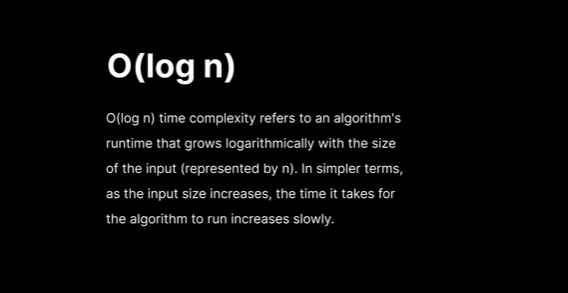 O(log n)
O(log n) time complexity refers to an algorithm's
runtime that grows logarithmically with the size
of the input (represented by n). In simpler terms,
as the input size increases, the time it takes for
the algorithm to run increases slowly.